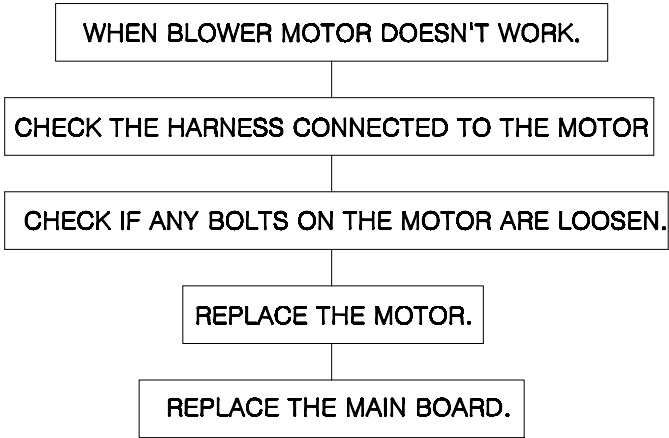 WHEN BLOWER MOTOR DOESN'T WORK.
CHECK THE HARNESS CONNECTED TO THE MOTOR
CHECK IF ANY BOLTS ON THE MOTOR ARE LOOSEN.
REPLACE THE MOTOR.
REPLACE THE MAIN BOARD.